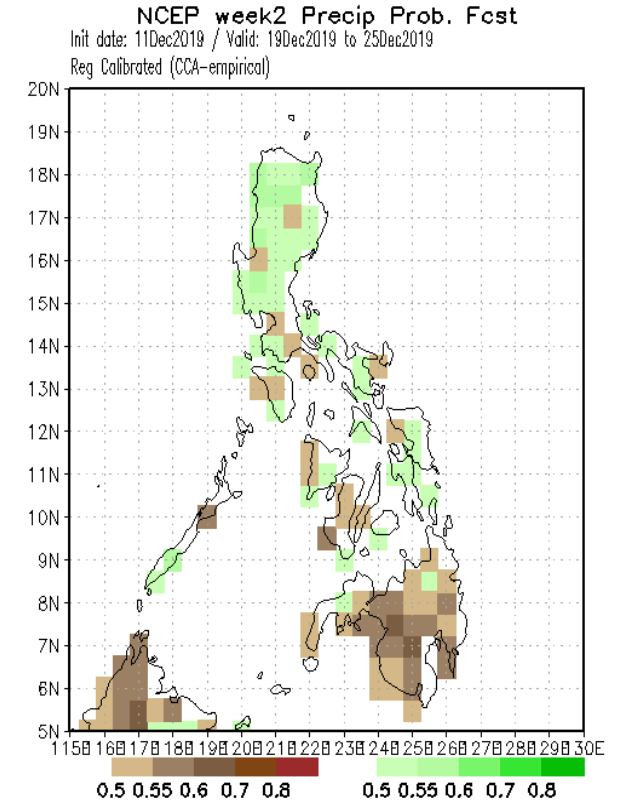 NCEP week2 Precip Prob. Fcst
Init date: 11Dec2019 / Valid: 19Dec2019 to 25Dec2019
Reg Calibrated (CCA-empirical)
20N
19N
18N
17N
16N
15N
14N
13N
12N
11N
10N
9N
8N
7N
6N
5N
115E 116E 117E 118E 119E 120E 121E 122E 123E 124E 125E 126E 127E 128E 129E 130E
0.5 0.55 0.6 0.7 0.8 0.5 0.55 0.6 0.7 0.8